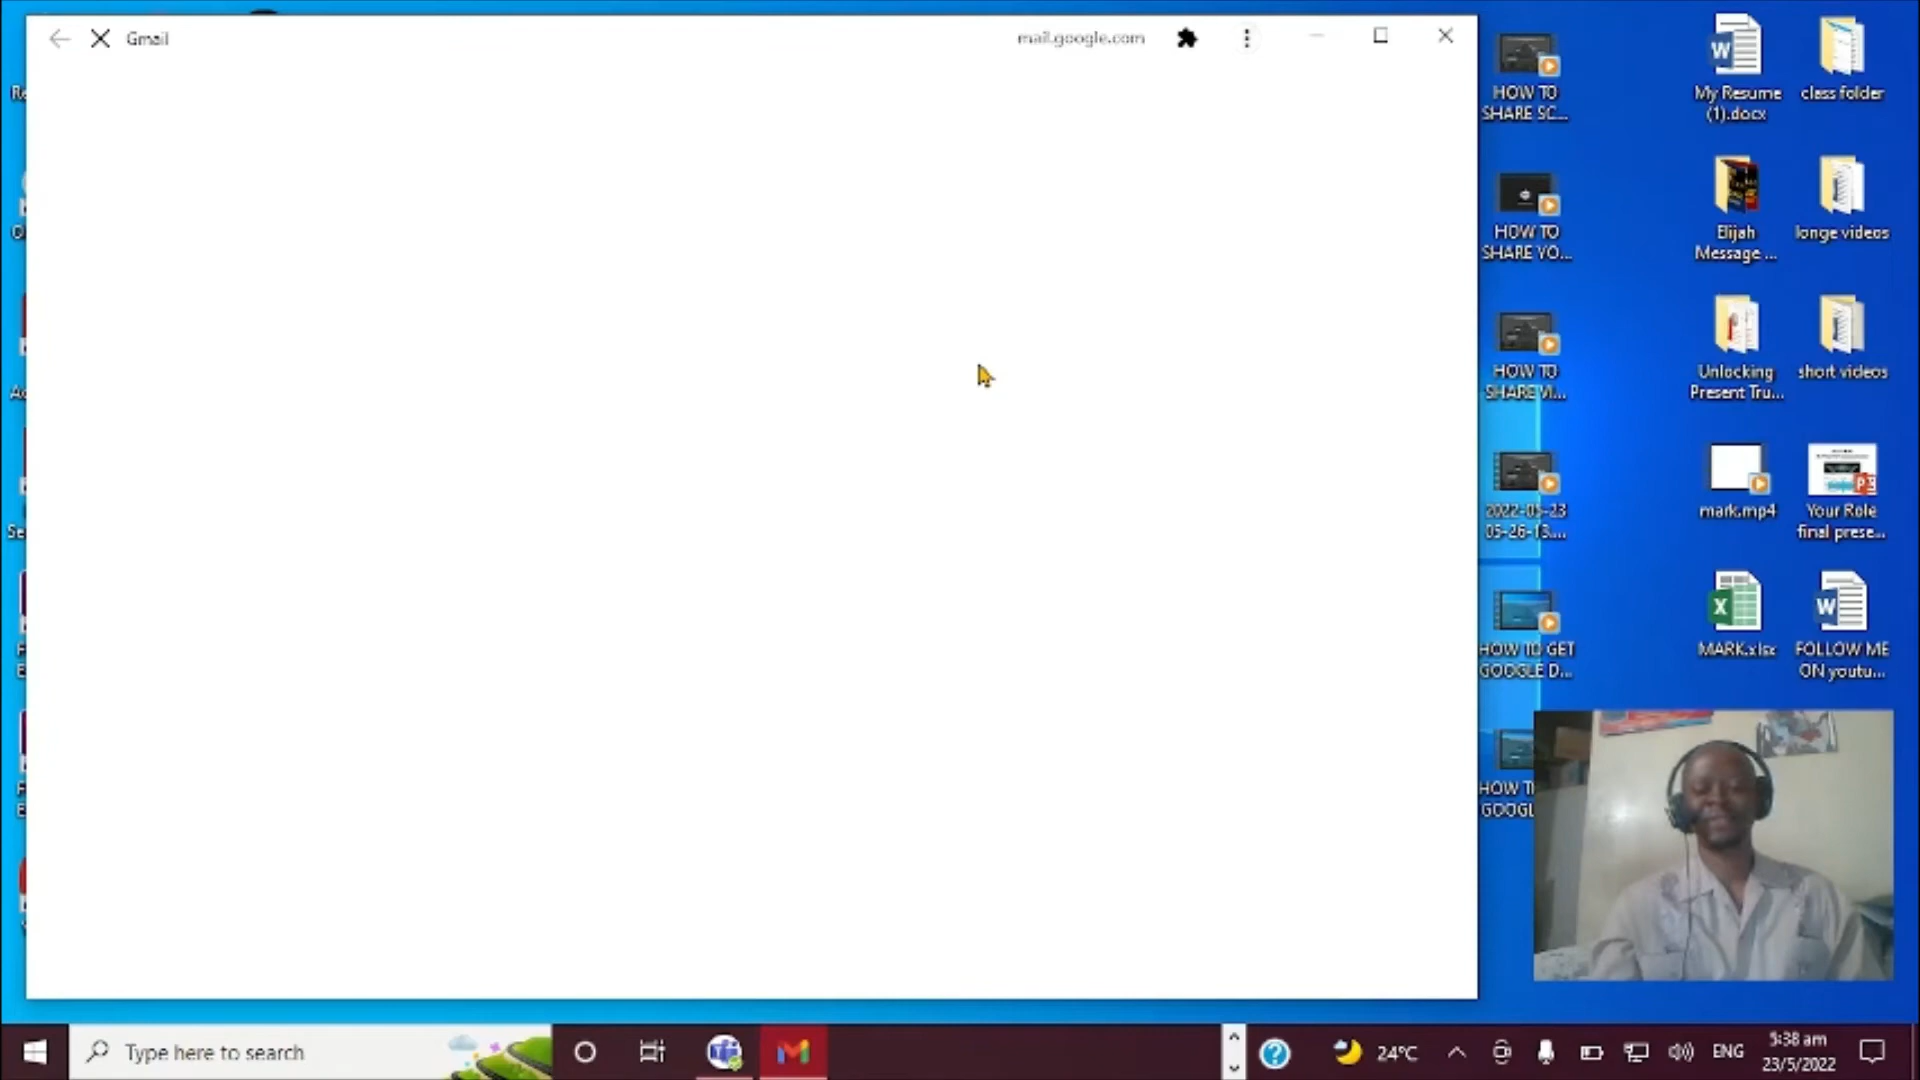 Gmail
mail.google.com
HOW TO
SHARE SC...
My Resume
(1).docx
class folder
HOW TO
SHARE YO...
Elijah
Message ...
longe videos
HOW TO
SHARE VI...
Unlocking
Present Tru...
short videos
2022-05-23
05-26-13....
mark.mp4
Your Role
final prese...
HOW TO GET
GOOGLE D...
MARK.xlsx
FOLLOW ME
ON youtu...
Type here to search
24°C
ENG
5:38 am
23/5/2022